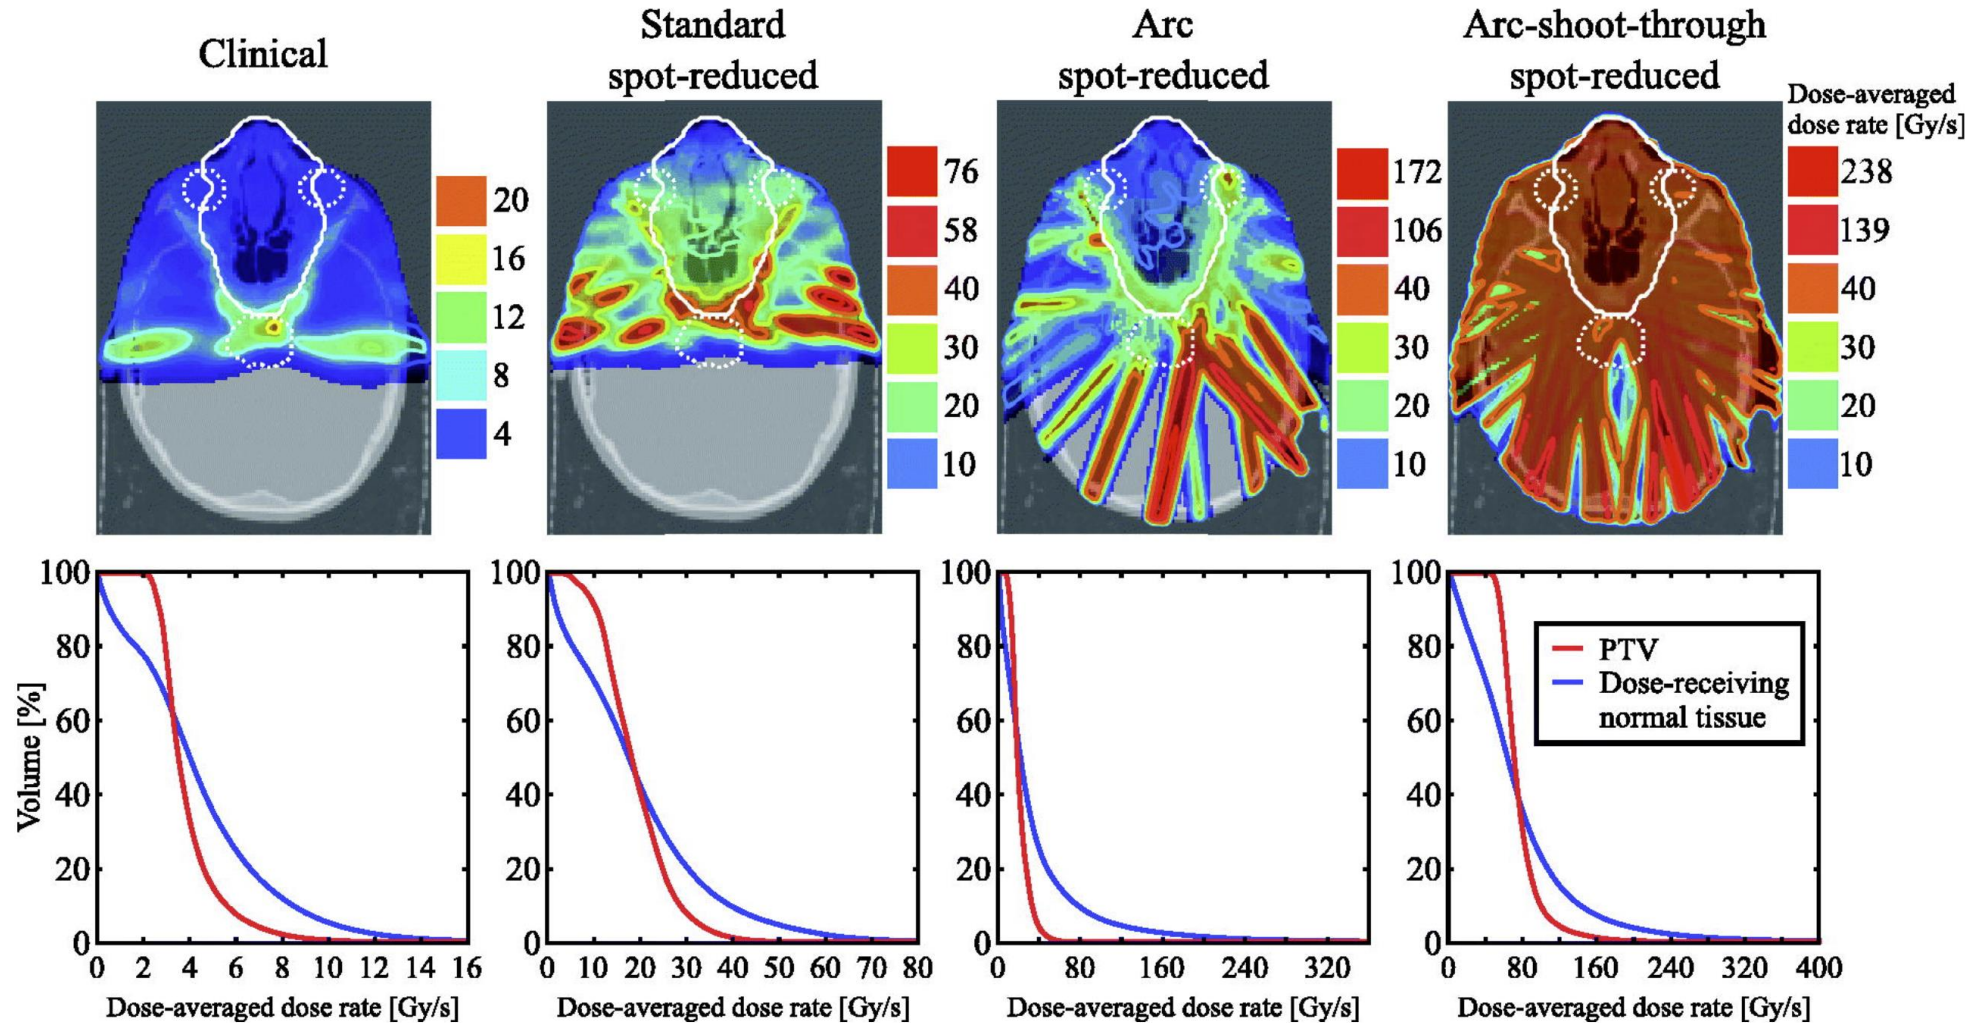 Clinical
Standard
spot-reduced
Arc
spot-reduced
Arc-shoot-through
spot-reduced
Dose-averaged
dose rate [Gy/s]
20
16
12
8
4
76
58
40
30
20
10
172
106
40
30
20
10
238
139
40
30
20
10
Volume [%]
100
80
60
40
20
0
0 2 4 6 8 10 12 14 16
Dose-averaged dose rate [Gy/s]
100
80
60
40
20
0
0 10 20 30 40 50 60 70 80
Dose-averaged dose rate [Gy/s]
100
80
60
40
20
0
0 80 160 240 320
Dose-averaged dose rate [Gy/s]
100
80
60
40
20
0
0 80 160 240 320 400
Dose-averaged dose rate [Gy/s]
PTV
Dose-receiving
normal tissue